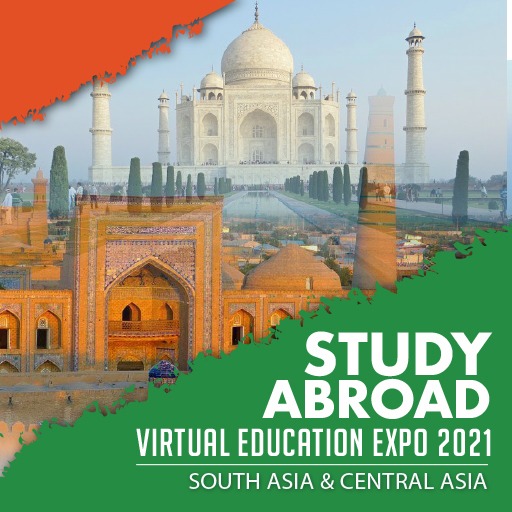 STUDY
ABROAD
VIRTUAL EDUCATION EXPO 2021
SOUTH ASIA & CENTRAL ASIA